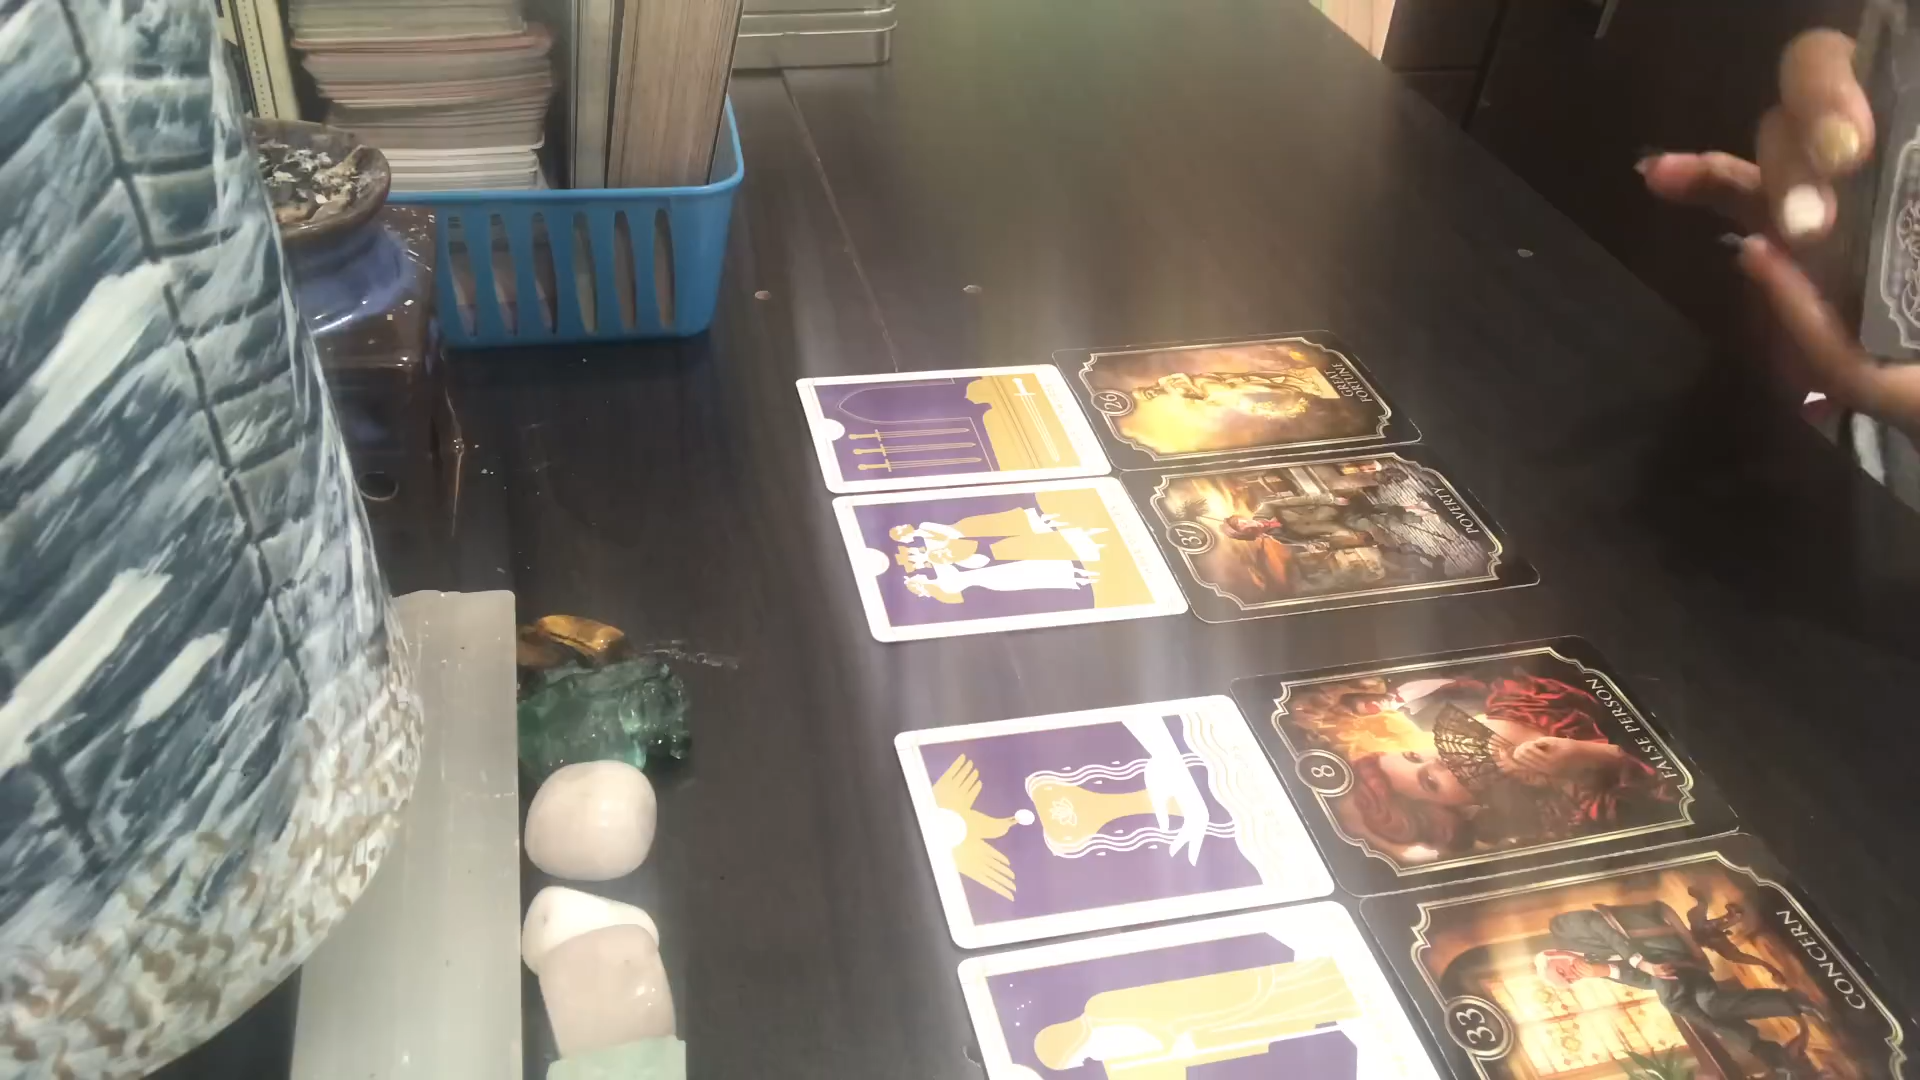 26
GREAT
FORTUNE
37
POVERTY
8
FALSE PERSON
33
CONCERN